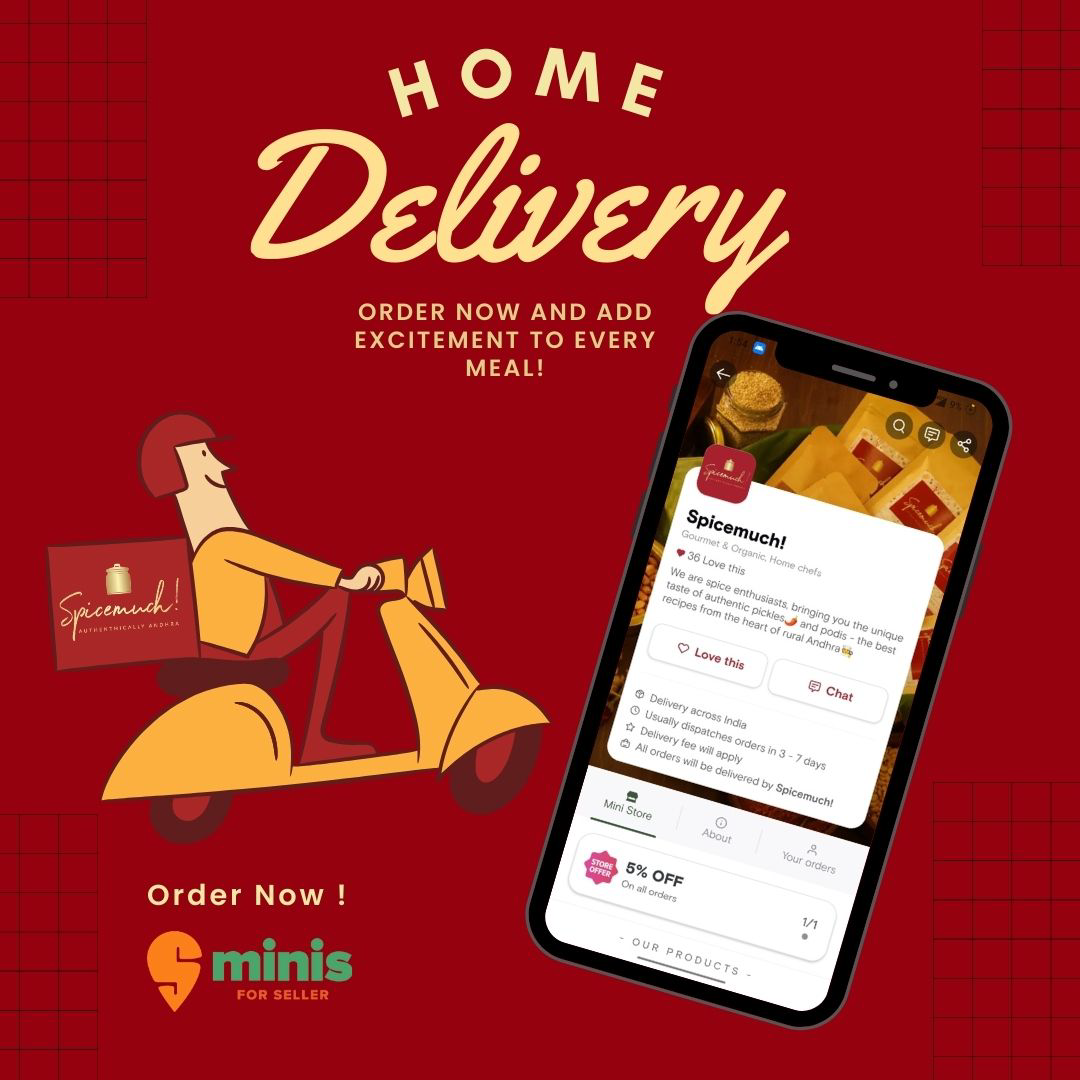 HOME
Delivery
ORDER NOW AND ADD
EXCITEMENT TO EVERY
MEAL!
1:54
9%
Spicemuch!
Spicemuch!
Gourmet & Organic, Home chefs
36 Love this
We are spice enthusiasts, bringing you the unique
taste of authentic pickles🌶️ and podis - the best
recipes from the heart of rural Andhra
Love this
Chat
Delivery across India
Usually dispatches orders in 3 - 7 days
Delivery fee will apply
All orders will be delivered by Spicemuch!
Mini Store
About
Your orders
STORE
OFFER
5% OFF
On all orders
1/1
- OUR PRODUCTS -
Spicemuch!
AUTHENTHICALLY ANDHRA
Order Now !
minis
FOR SELLER